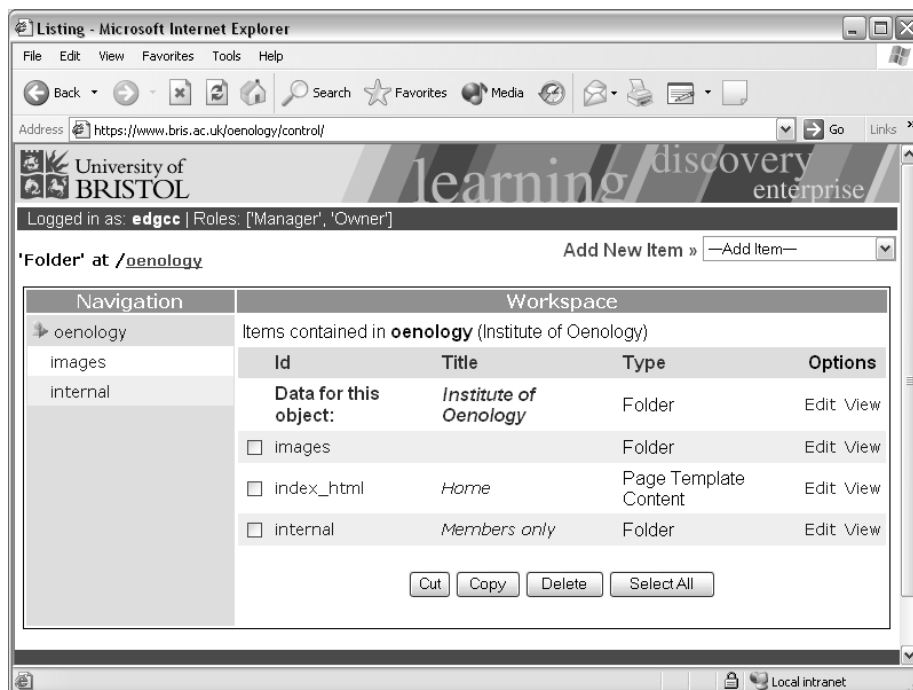 Listing - Microsoft Internet Explorer
File Edit View Favorites Tools Help
Back Search Favorites Media
Address https://www.bris.ac.uk/oenology/control/ Go Links »
University of
BRISTOL
learning discovery
enterprise
Logged in as: edgcc | Roles: ['Manager', 'Owner']
'Folder' at /oenology Add New Item » —Add Item—
Navigation Workspace
oenology Items contained in oenology (Institute of Oenology)
images Id Title Type Options
internal Data for this Institute of Folder Edit View
object: Oenology
images Folder Edit View
index_html Home Page Template Edit View
Content
internal Members only Folder Edit View
Cut Copy Delete Select All
Local intranet